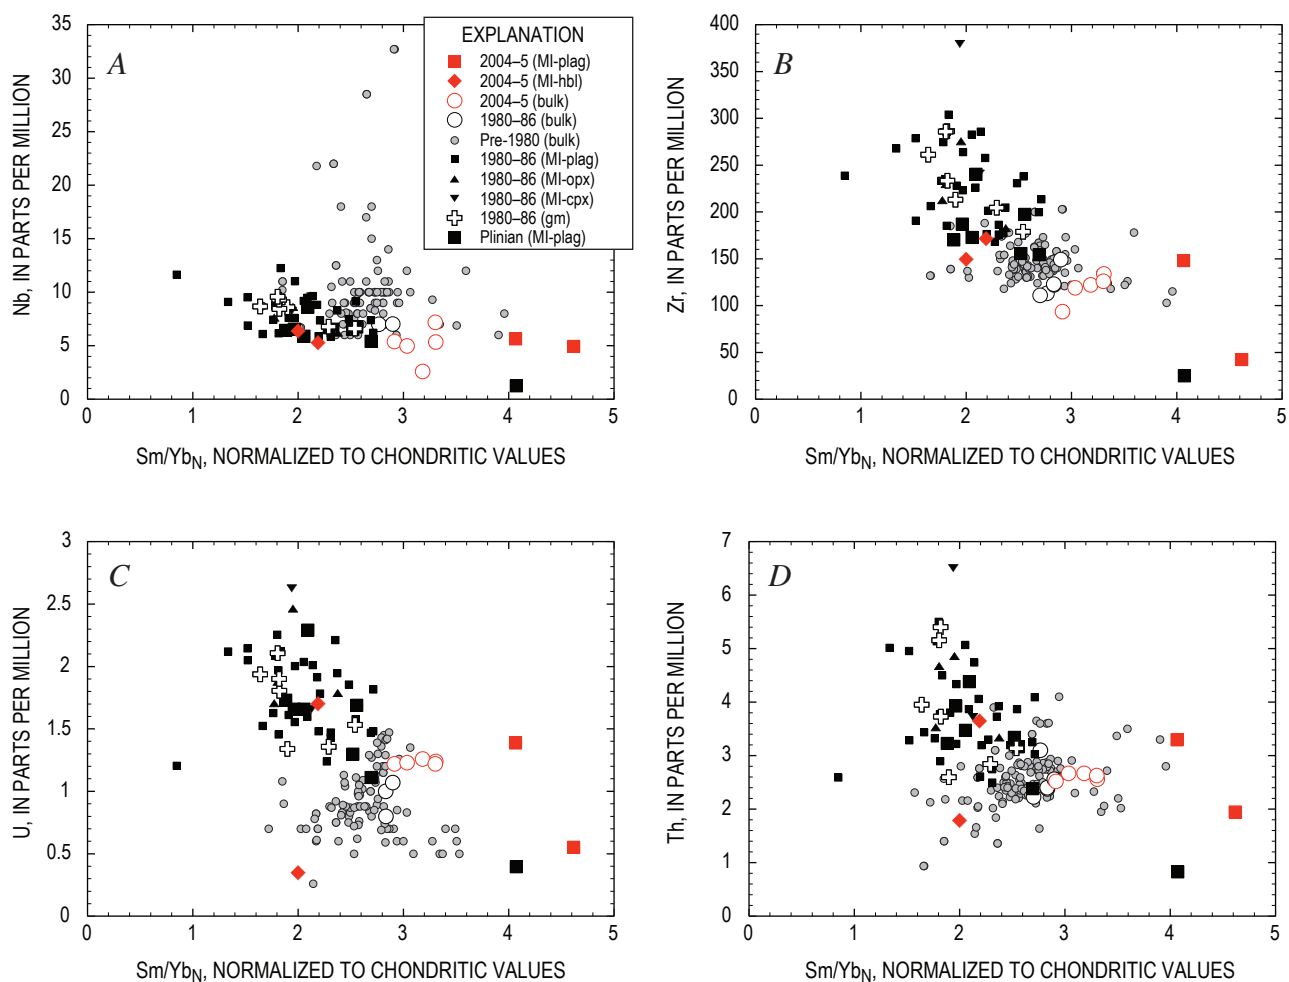 A
35
30
25
20
15
10
5
0
Nb, IN PARTS PER MILLION
0 1 2 3 4 5
Sm/YbN, NORMALIZED TO CHONDRITIC VALUES
EXPLANATION
2004–5 (MI-plag)
2004–5 (MI-hbl)
2004–5 (bulk)
1980–86 (bulk)
Pre-1980 (bulk)
1980–86 (MI-plag)
1980–86 (MI-opx)
1980–86 (MI-cpx)
1980–86 (gm)
Plinian (MI-plag)
B
400
350
300
250
200
150
100
50
0
Zr, IN PARTS PER MILLION
0 1 2 3 4 5
Sm/YbN, NORMALIZED TO CHONDRITIC VALUES
C
3
2.5
2
1.5
1
0.5
0
U, IN PARTS PER MILLION
0 1 2 3 4 5
Sm/YbN, NORMALIZED TO CHONDRITIC VALUES
D
7
6
5
4
3
2
1
0
Th, IN PARTS PER MILLION
0 1 2 3 4 5
Sm/YbN, NORMALIZED TO CHONDRITIC VALUES